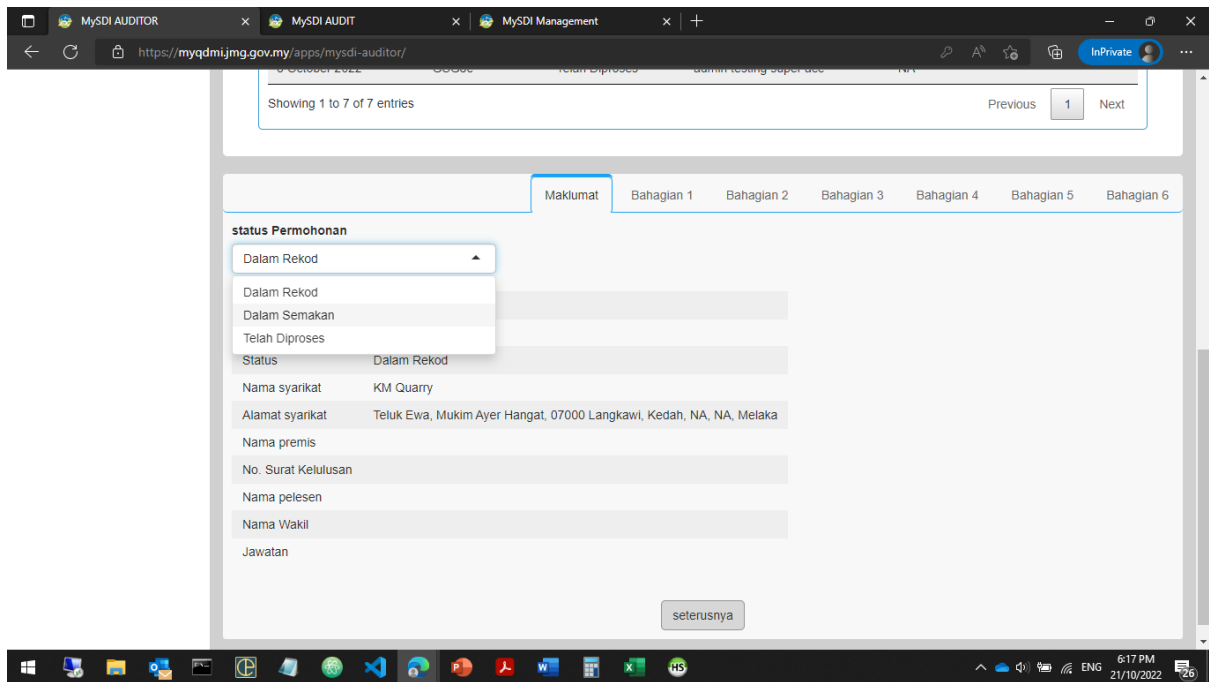 MySDI AUDITOR
MySDI AUDIT
MySDI Management
https://myqdmi.jmg.gov.my/apps/mysdi-auditor/
InPrivate
Telah Diproses
NA
Showing 1 to 7 of 7 entries
Previous 1 Next
Maklumat Bahagian 1 Bahagian 2 Bahagian 3 Bahagian 4 Bahagian 5 Bahagian 6
status Permohonan
Dalam Rekod
Dalam Rekod
Dalam Semakan
Telah Diproses
Status Dalam Rekod
Nama syarikat KM Quarry
Alamat syarikat Teluk Ewa, Mukim Ayer Hangat, 07000 Langkawi, Kedah, NA, NA, Melaka
Nama premis
No. Surat Kelulusan
Nama pelesen
Nama Wakil
Jawatan
seterusnya
ENG
6:17 PM
21/10/2022
26